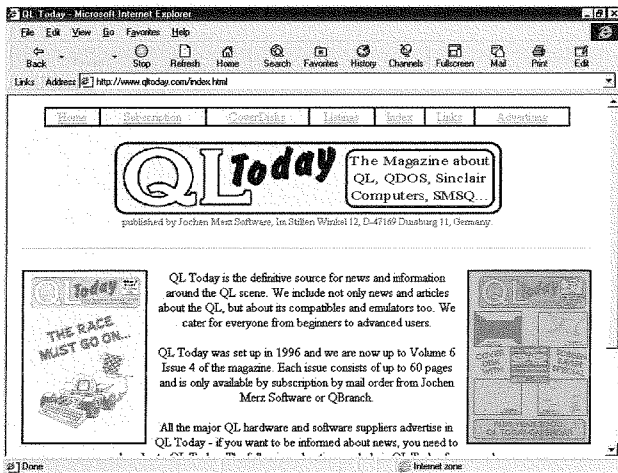 QL Today - Microsoft Internet Explorer
File Edit View Go Favorites Help
Back Stop Refresh Home Search Favorites History Channels Fullscreen Mail Print Edit
Links Address http://www.qltoday.com/index.html
Home Subscription CoverDisks Listings Index Links Advertising
QL Today
The Magazine about
QL, QDOS, Sinclair
Computers, SMSQ...
published by Jochen Merz Software, Im Stillen Winkel 12, D-47169 Duisburg 11, Germany.
QL Today
THE RACE
MUST GO ON...
QL Today is the definitive source for news and information
around the QL scene. We include not only news and articles
about the QL, but about its compatibles and emulators too. We
cater for everyone from beginners to advanced users.
QL Today was set up in 1996 and we are now up to Volume 6
Issue 4 of the magazine. Each issue consists of up to 60 pages
and is only available by subscription by mail order from Jochen
Merz Software or QBranch.
All the major QL hardware and software suppliers advertise in
QL Today - if you want to be informed about news, you need to
QL Today
COVER
DISK
WITH
Done
Internet zone